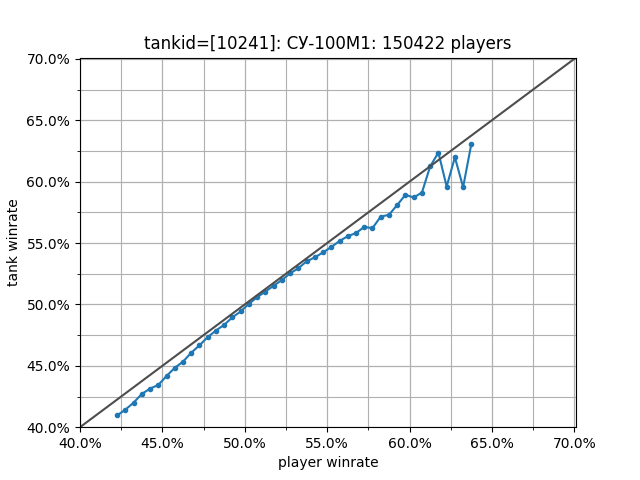 tankid=[10241]: СУ-100М1: 150422 players
70.0%
65.0%
60.0%
55.0%
50.0%
45.0%
40.0%
tank winrate
40.0% 45.0% 50.0% 55.0% 60.0% 65.0% 70.0%
player winrate